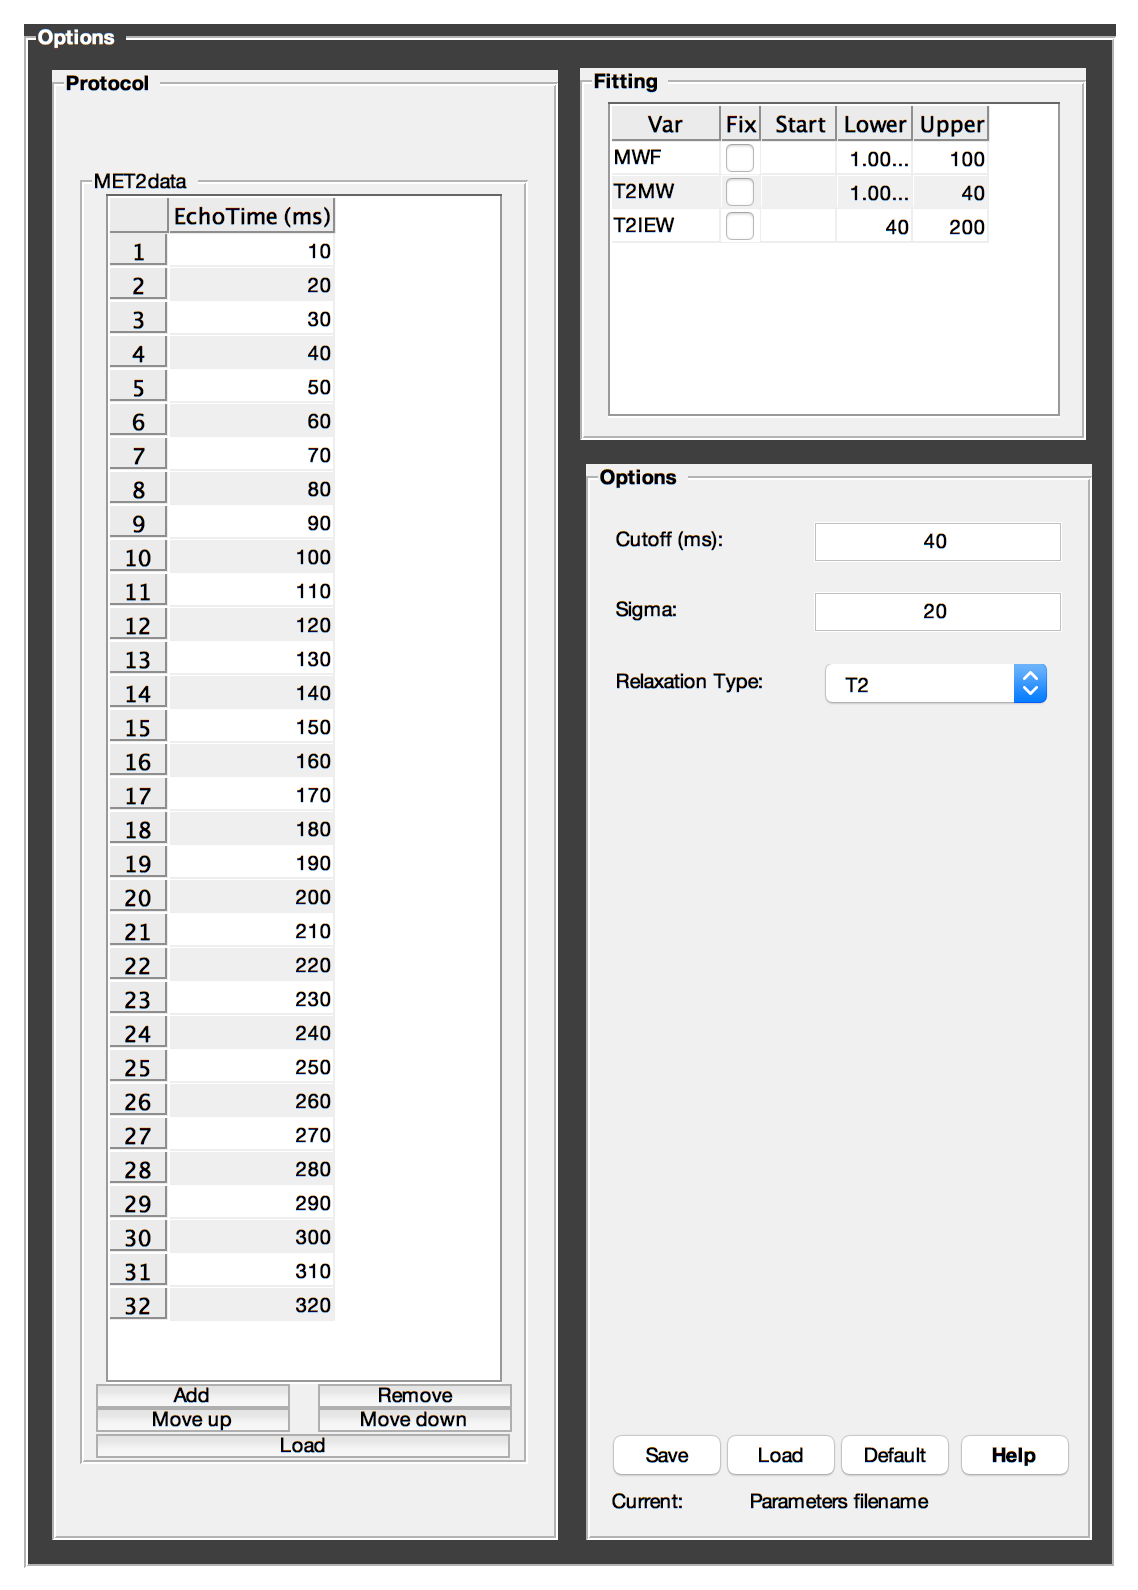 Options
Protocol
MET2data
EchoTime (ms)
1 10
2 20
3 30
4 40
5 50
6 60
7 70
8 80
9 90
10 100
11 110
12 120
13 130
14 140
15 150
16 160
17 170
18 180
19 190
20 200
21 210
22 220
23 230
24 240
25 250
26 260
27 270
28 280
29 290
30 300
31 310
32 320
Add Remove
Move up Move down
Load
Fitting
Var Fix Start Lower Upper
MWF 1.00... 100
T2MW 1.00... 40
T2IEW 40 200
Options
Cutoff (ms): 40
Sigma: 20
Relaxation Type: T2
Save Load Default Help
Current: Parameters filename